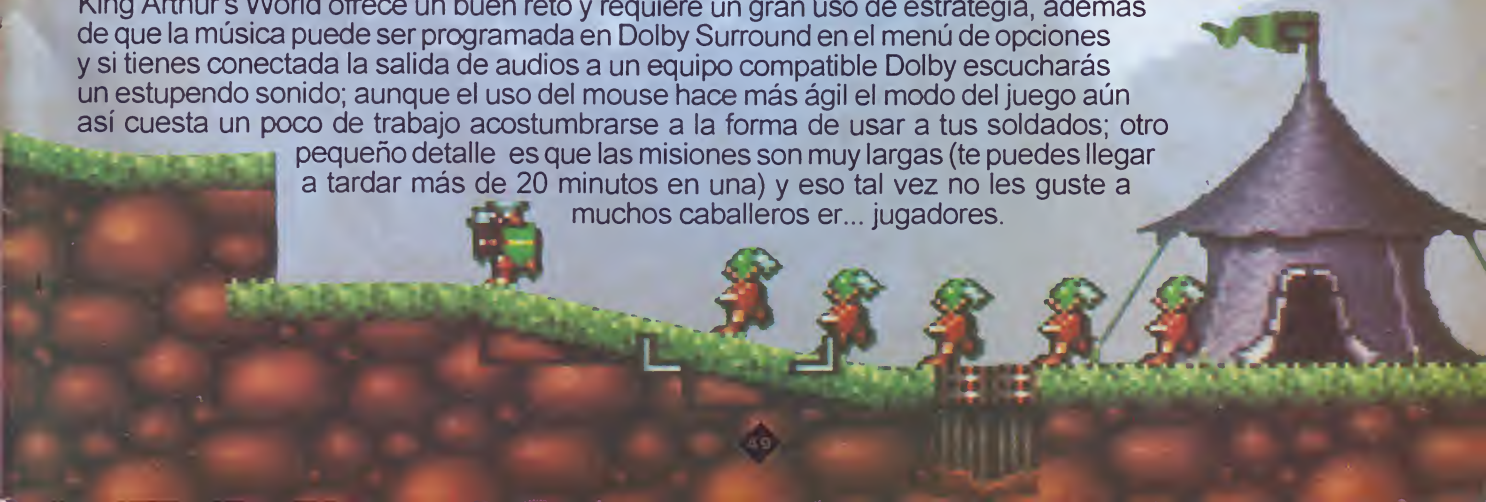 King Arthur's World ofrece un buen reto y requiere un gran uso de estrategia, además
de que la música puede ser programada en Dolby Surround en el menú de opciones
y si tienes conectada la salida de audios a un equipo compatible Dolby escucharás
un estupendo sonido; aunque el uso del mouse hace más ágil el modo del juego aún
así cuesta un poco de trabajo acostumbrarse a la forma de usar a tus soldados; otro
pequeño detalle es que las misiones son muy largas (te puedes llegar
a tardar más de 20 minutos en una) y eso tal vez no les guste a
muchos caballeros er... jugadores.
49